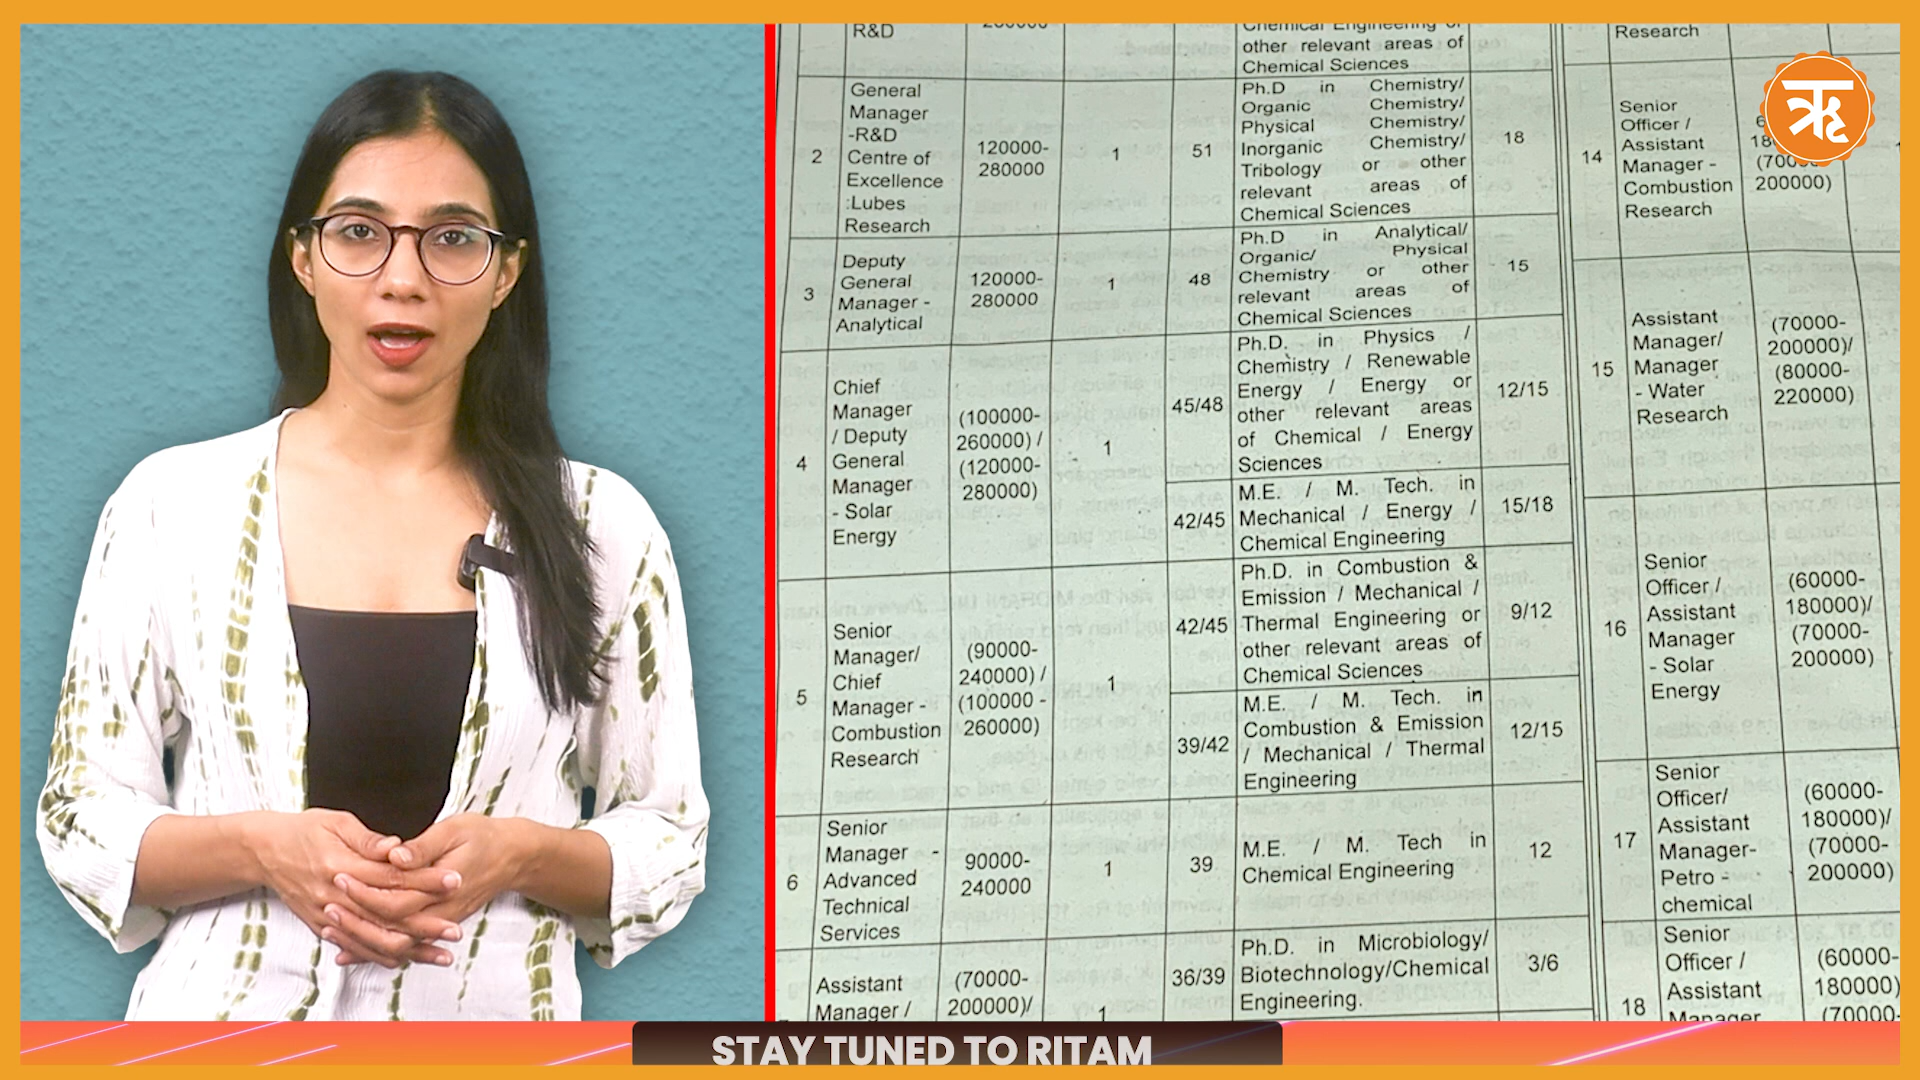 R&D
Chemical Engineering or
other relevant areas of
Chemical Sciences
2
General
Manager
-R&D
Centre of
Excellence
:Lubes
Research
120000-
280000
1
51
Ph.D in Chemistry/
Organic Chemistry/
Physical Chemistry/
Inorganic Chemistry/
Tribology or other
relevant areas of
Chemical Sciences
18
3
Deputy
General
Manager -
Analytical
120000-
280000
1
48
Ph.D in Analytical/
Organic/ Physical
Chemistry or other
relevant areas of
Chemical Sciences
15
4
Chief
Manager
/ Deputy
General
Manager
- Solar
Energy
(100000-
260000) /
(120000-
280000)
1
45/48
Ph.D. in Physics /
Chemistry / Renewable
Energy / Energy or
other relevant areas
of Chemical / Energy
Sciences
12/15
42/45
M.E. / M. Tech. in
Mechanical / Energy /
Chemical Engineering
15/18
5
Senior
Manager/
Chief
Manager -
Combustion
Research
(90000-
240000) /
(100000 -
260000)
1
42/45
Ph.D. in Combustion &
Emission / Mechanical /
Thermal Engineering or
other relevant areas of
Chemical Sciences
9/12
39/42
M.E. / M. Tech. in
Combustion & Emission
/ Mechanical / Thermal
Engineering
12/15
6
Senior
Manager -
Advanced
Technical
Services
90000-
240000
1
39
M.E. / M. Tech in
Chemical Engineering
12
Assistant
Manager /
(70000-
200000)/
1
36/39
Ph.D. in Microbiology/
Biotechnology/Chemical
Engineering.
3/6
Research
14
Senior
Officer /
Assistant
Manager -
Combustion
Research
200000)
15
Assistant
Manager/
Manager
- Water
Research
(70000-
200000)/
(80000-
220000)
16
Senior
Officer /
Assistant
Manager
- Solar
Energy
(60000-
180000)/
(70000-
200000)
17
Senior
Officer/
Assistant
Manager-
Petro -
chemical
(60000-
180000)/
(70000-
200000)
18
Senior
Officer /
Assistant
Manager
(60000-
180000)
(70000-
ऋ
STAY TUNED TO RITAM